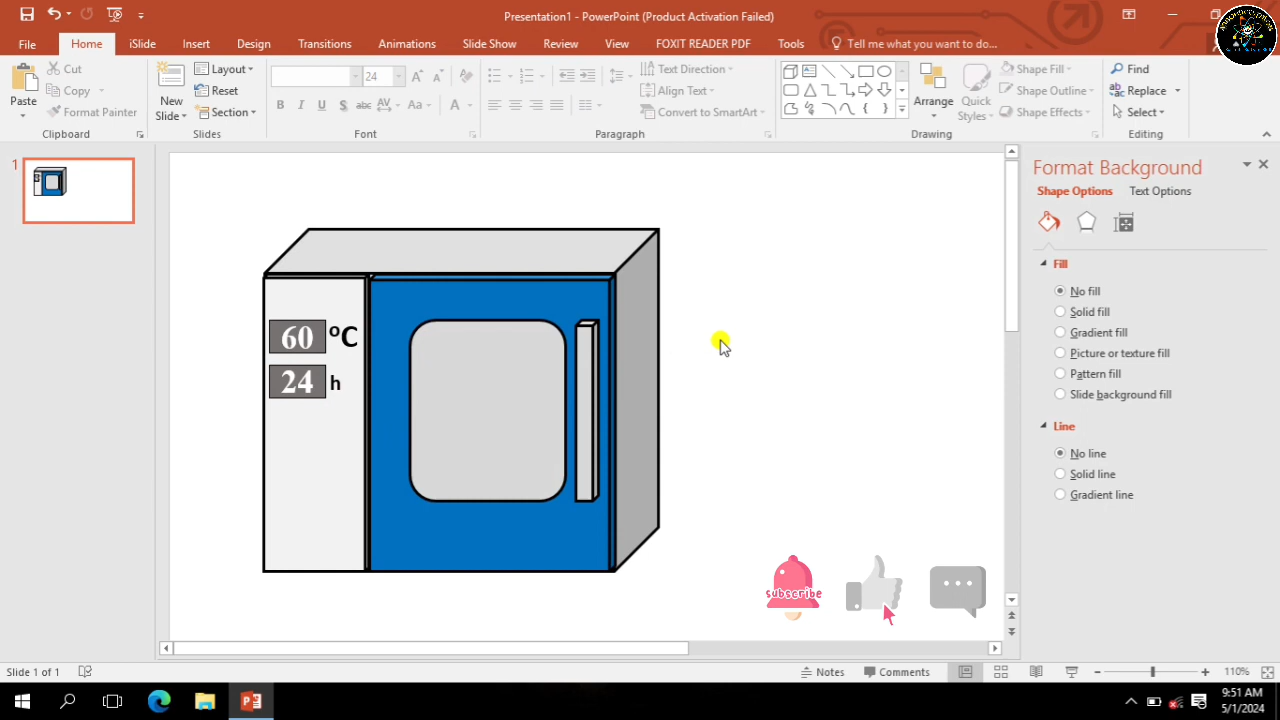 Presentation1 - PowerPoint (Product Activation Failed)
File
Home
iSlide
Insert
Design
Transitions
Animations
Slide Show
Review
View
FOXIT READER PDF
Tools
Tell me what you want to do...
Paste
Cut
Copy
Format Painter
Clipboard
New
Slide
Layout
Reset
Section
Slides
24
B I U S abc AV Aa A
Font
Text Direction
Align Text
Convert to SmartArt
Paragraph
Arrange
Quick
Styles
Shape Fill
Shape Outline
Shape Effects
Drawing
Find
Replace
Select
Editing
1
60 °C
24 h
subscribe
Format Background
Shape Options
Text Options
Fill
No fill
Solid fill
Gradient fill
Picture or texture fill
Pattern fill
Slide background fill
Line
No line
Solid line
Gradient line
Slide 1 of 1
Notes
Comments
110%
9:51 AM
5/1/2024